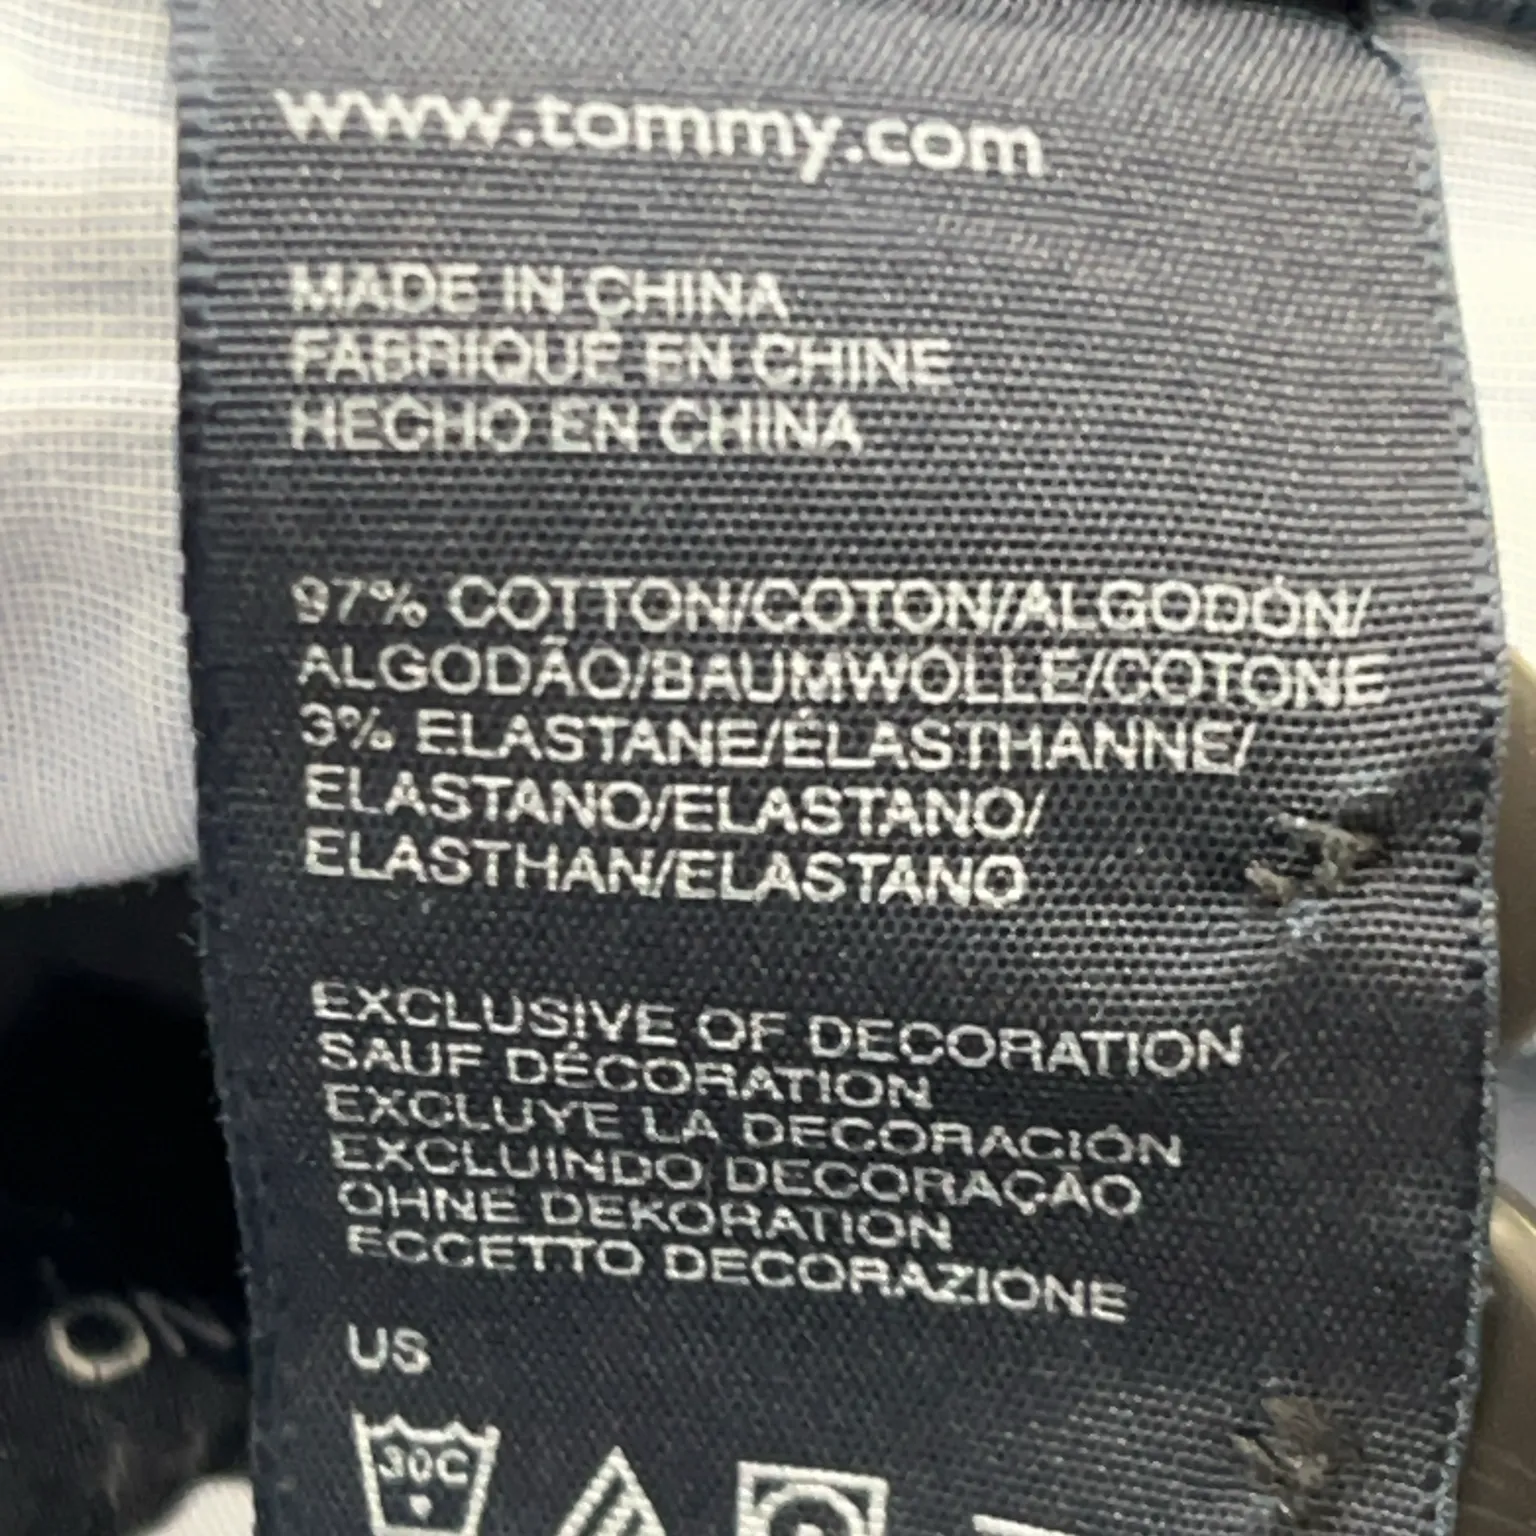 www.tommy.com
MADE IN CHINA
FABRIQUÉ EN CHINE
HECHO EN CHINA
97% COTTON/COTON/ALGODÓN/
ALGODÃO/BAUMWOLLE/COTONE
3% ELASTANE/ÉLASTHANNE/
ELASTANO/ELASTANO/
ELASTHAN/ELASTANO
EXCLUSIVE OF DECORATION
SAUF DÉCORATION
EXCLUYE LA DECORACIÓN
EXCLUINDO DECORAÇÃO
OHNE DEKORATION
ECCETTO DECORAZIONE
US
30C